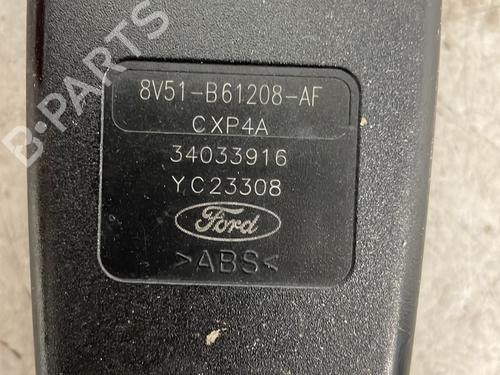 8V51-B61208-AF
CXP4A
34033916
YC23308
Ford
>ABS<
B-PARTS